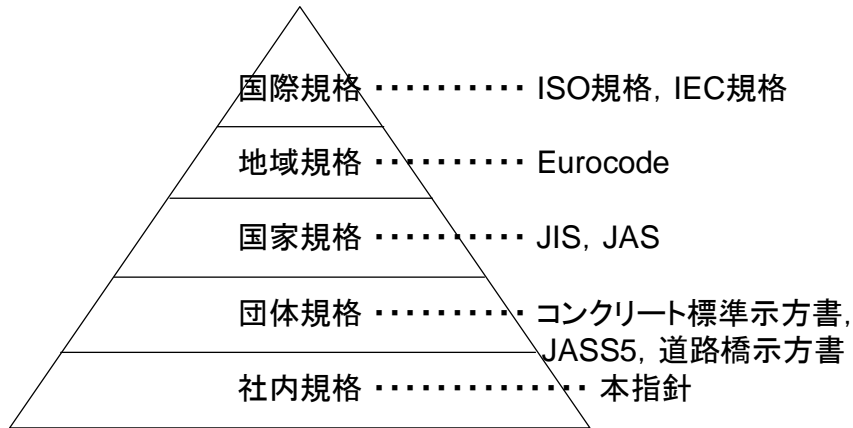 国際規格 ・・・・・・・・・・ ISO規格，IEC規格
地域規格 ・・・・・・・・・・ Eurocode
国家規格 ・・・・・・・・・・ JIS，JAS
団体規格 ・・・・・・・・・・ コンクリート標準示方書，
JASS5，道路橋示方書
社内規格 ・・・・・・・・・・・・・・ 本指針